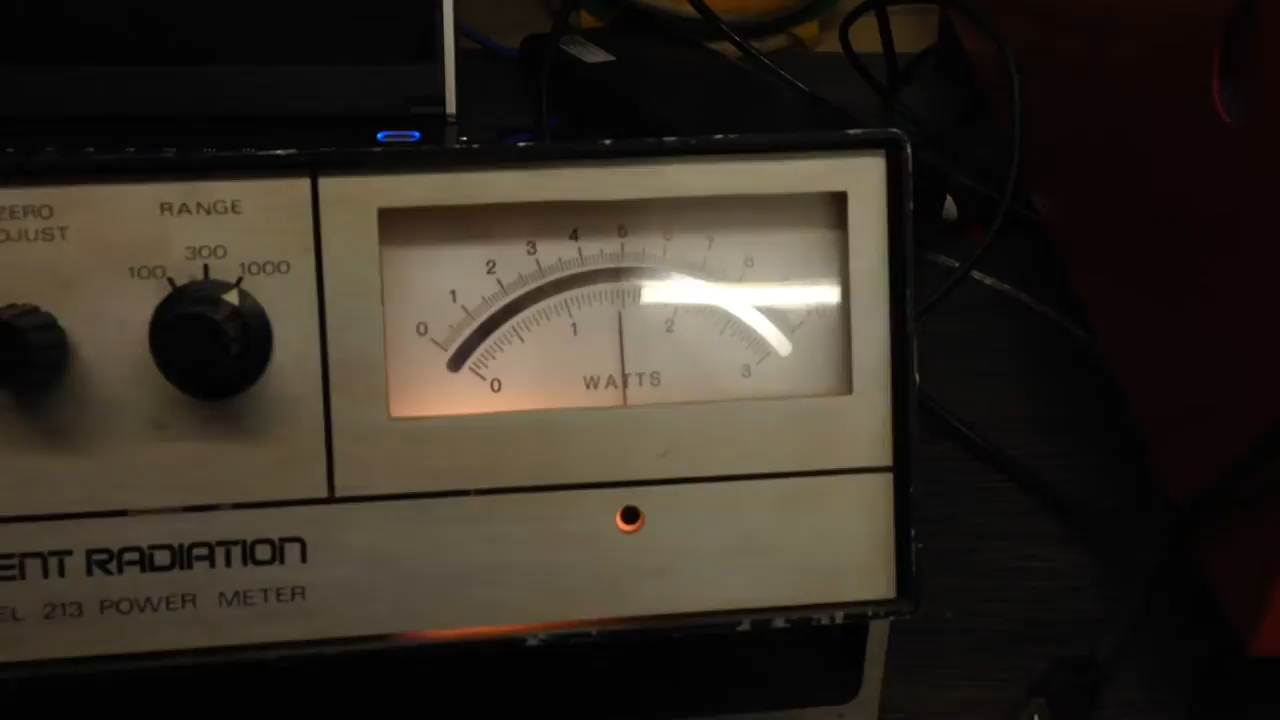 ZERO
DJUST
RANGE
100 300 1000
0 1 2 3 4 5 6 7 8
0 1 2 3
WATTS
ENT RADIATION
EL 213 POWER METER